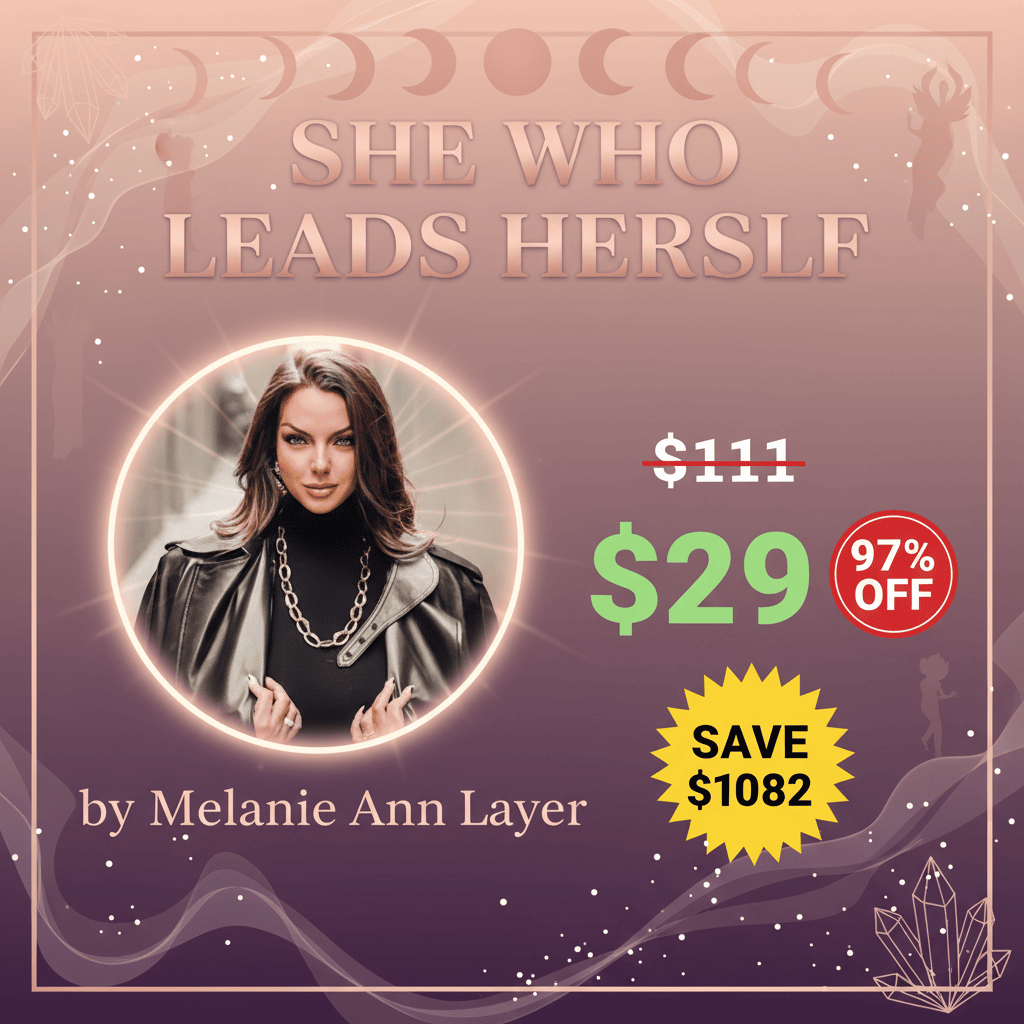 SHE WHO
LEADS HERSLF
$111
$29
97%
OFF
SAVE
$1082
by Melanie Ann Layer